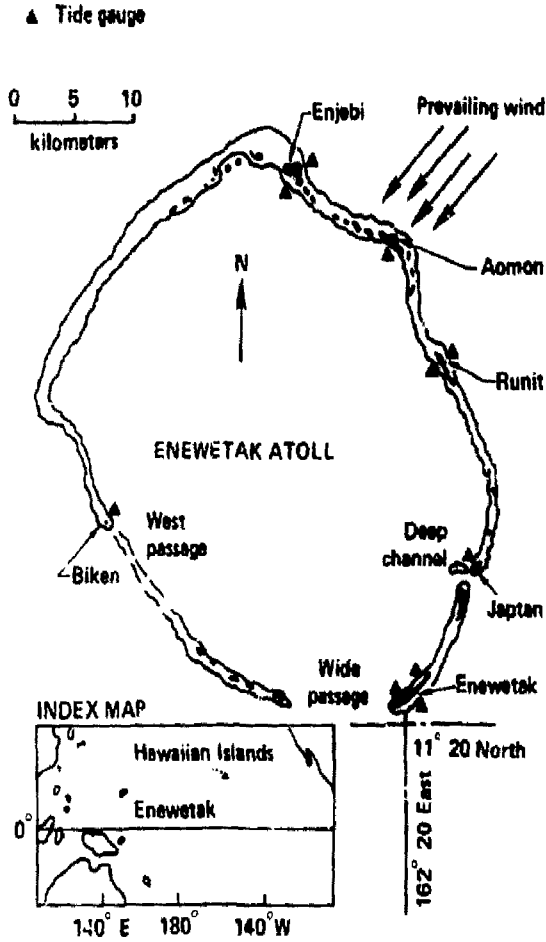 Tide gauge
0 5 10
kilometers
Enjebi
Prevailing wind
N
Aomon
Runit
ENEWETAK ATOLL
West
passage
Biken
Deep
channel
Japtan
Wide
passage
Enewetak
INDEX MAP
11° 20 North
162° 20 East
Hawaiian Islands
Enewetak
0°
140° E 180° 140°W